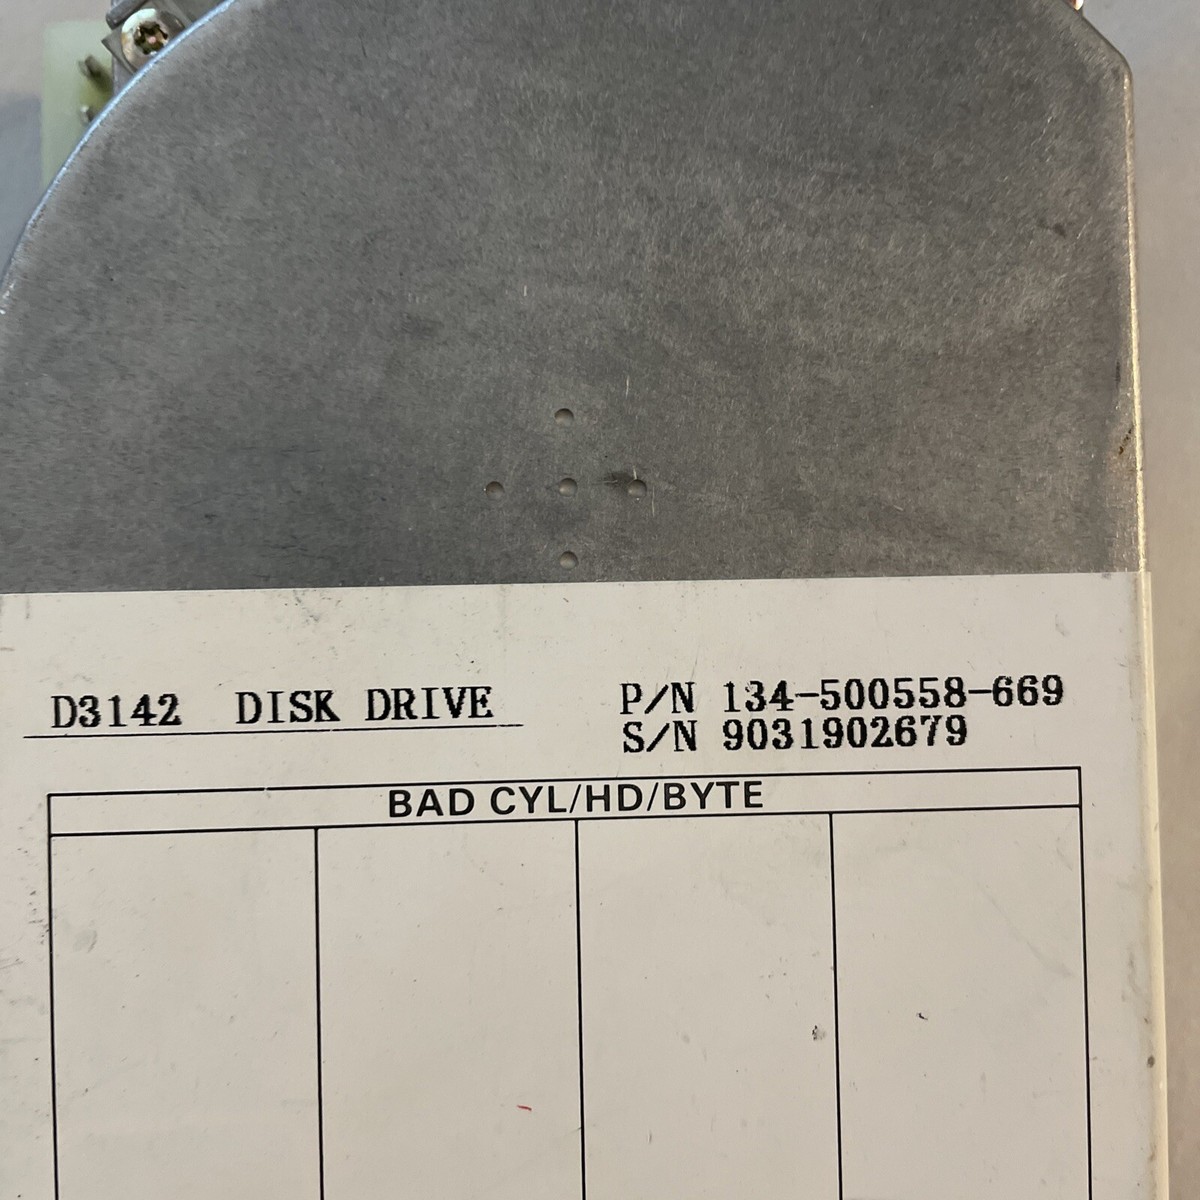 D3142 DISK DRIVE
P/N 134-500558-669
S/N 9031902679
BAD CYL/HD/BYTE